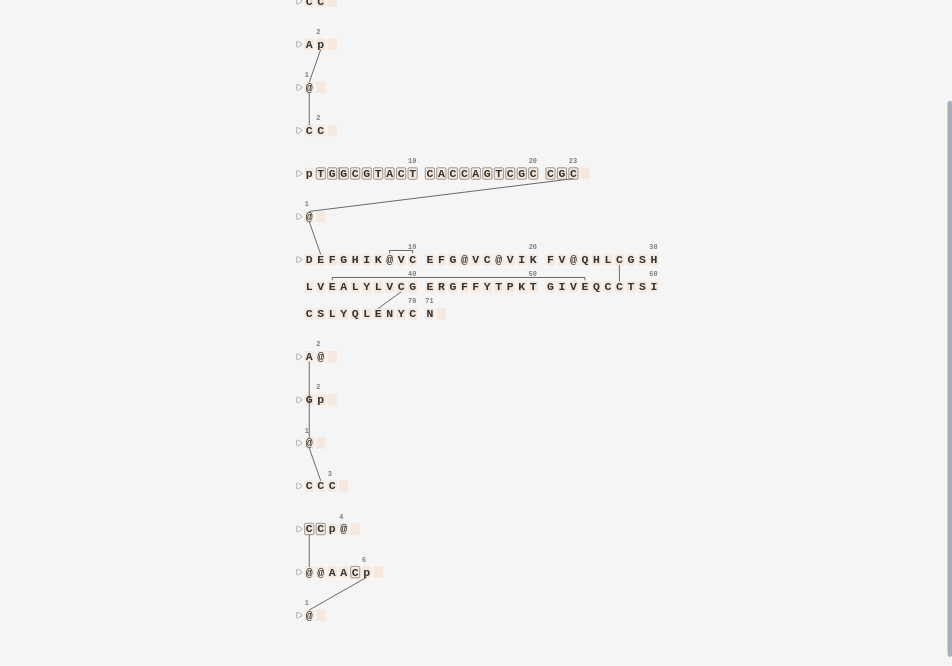 C C
2
A p
1
@
2
C C
10 20 23
p T G G C G T A C T C A C C A G T C G C C G C
1
@
10 20 30
D E F G H I K @ V C E F G @ V C @ V I K F V @ Q H L C G S H
40 50 60
L V E A L Y L V C G E R G F F Y T P K T G I V E Q C C T S I
70 71
C S L Y Q L E N Y C N
2
A @
2
G p
1
@
3
C C C
4
C C p @
6
@ @ A A C p
1
@